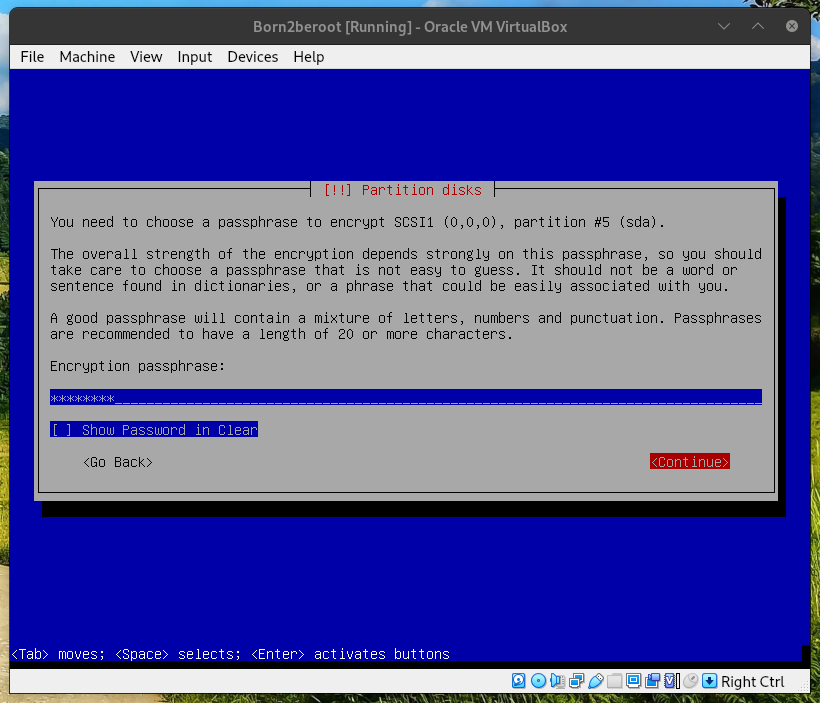 Born2beroot [Running] - Oracle VM VirtualBox
File Machine View Input Devices Help
[!!] Partition disks
You need to choose a passphrase to encrypt SCSI1 (0,0,0), partition #5 (sda).
The overall strength of the encryption depends strongly on this passphrase, so you should
take care to choose a passphrase that is not easy to guess. It should not be a word or
sentence found in dictionaries, or a phrase that could be easily associated with you.
A good passphrase will contain a mixture of letters, numbers and punctuation. Passphrases
are recommended to have a length of 20 or more characters.
Encryption passphrase:
********
[ ] Show Password in Clear
<Go Back> <Continue>
<Tab> moves; <Space> selects; <Enter> activates buttons
Right Ctrl